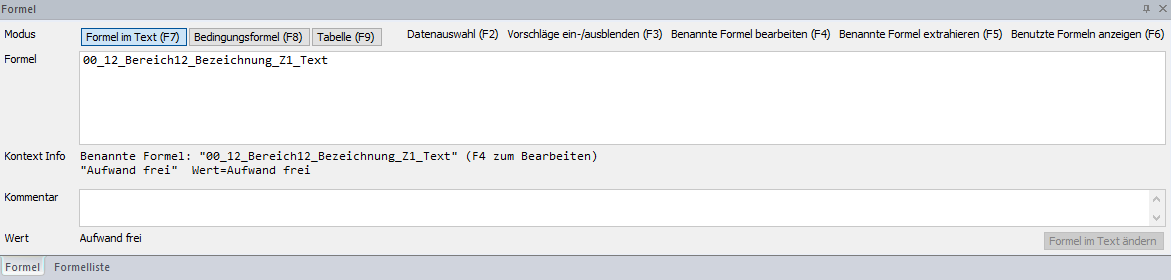 Formel
Modus Formel im Text (F7) Bedingungsformel (F8) Tabelle (F9) Datenauswahl (F2) Vorschläge ein-/ausblenden (F3) Benannte Formel bearbeiten (F4) Benannte Formel extrahieren (F5) Benutzte Formeln anzeigen (F6)
Formel 00_12_Bereich12_Bezeichnung_Z1_Text
Kontext Info Benannte Formel: "00_12_Bereich12_Bezeichnung_Z1_Text" (F4 zum Bearbeiten)
"Aufwand frei" Wert=Aufwand frei
Kommentar
Wert Aufwand frei Formel im Text ändern
Formel Formelliste